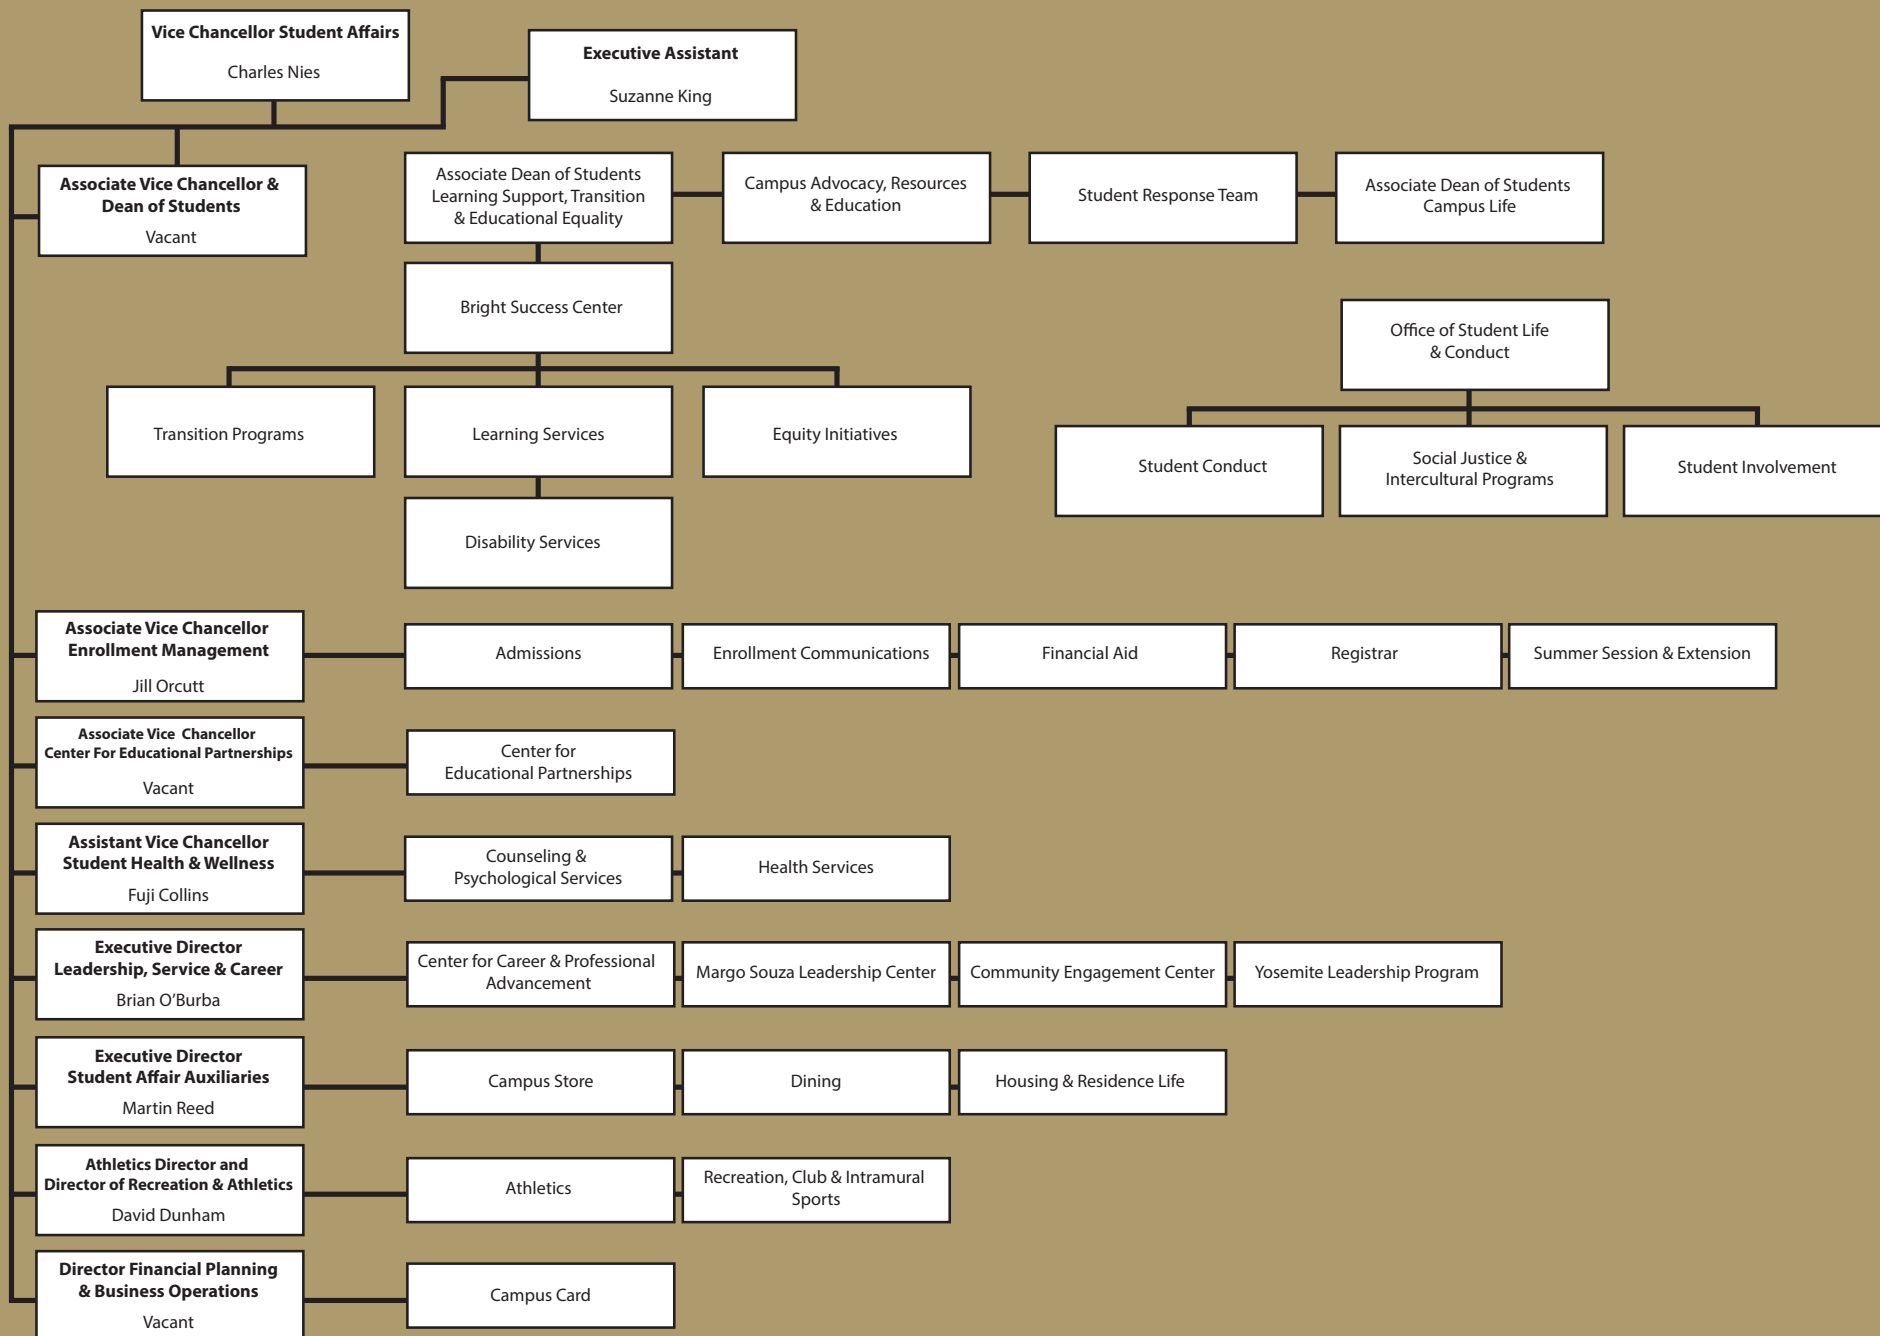 Vice Chancellor Student Affairs
Charles Nies
Executive Assistant
Suzanne King
Associate Vice Chancellor &
Dean of Students
Vacant
Associate Dean of Students
Learning Support, Transition
& Educational Equality
Campus Advocacy, Resources
& Education
Student Response Team
Associate Dean of Students
Campus Life
Bright Success Center
Office of Student Life
& Conduct
Transition Programs
Learning Services
Equity Initiatives
Student Conduct
Social Justice &
Intercultural Programs
Student Involvement
Disability Services
Associate Vice Chancellor
Enrollment Management
Jill Orcutt
Admissions
Enrollment Communications
Financial Aid
Registrar
Summer Session & Extension
Associate Vice Chancellor
Center For Educational Partnerships
Vacant
Center for
Educational Partnerships
Assistant Vice Chancellor
Student Health & Wellness
Fuji Collins
Counseling &
Psychological Services
Health Services
Executive Director
Leadership, Service & Career
Brian O’Burba
Center for Career & Professional
Advancement
Margo Souza Leadership Center
Community Engagement Center
Yosemite Leadership Program
Executive Director
Student Affair Auxiliaries
Martin Reed
Campus Store
Dining
Housing & Residence Life
Athletics Director and
Director of Recreation & Athletics
David Dunham
Athletics
Recreation, Club & Intramural
Sports
Director Financial Planning
& Business Operations
Vacant
Campus Card